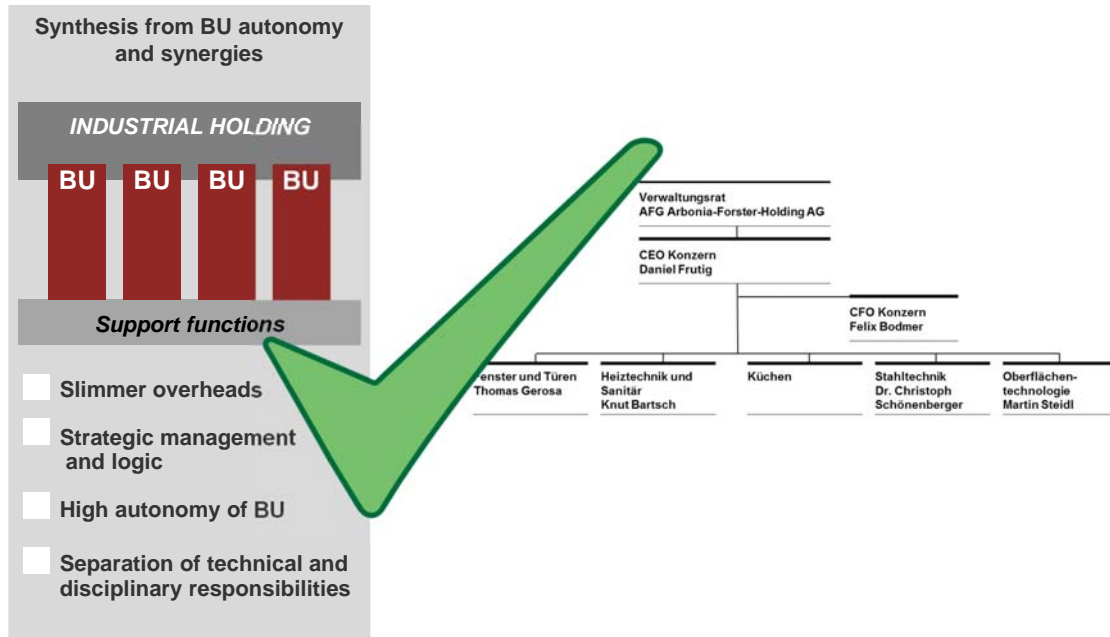 Synthesis from BU autonomy
and synergies
INDUSTRIAL HOLDING
BU BU BU BU
Support functions
Slimmer overheads
Strategic management
and logic
High autonomy of BU
Separation of technical and
disciplinary responsibilities
Verwaltungsrat
AFG Arbonia-Forster-Holding AG
CEO Konzern
Daniel Frutig
CFO Konzern
Felix Bodmer
Fenster und Türen
Thomas Gerosa
Heiztechnik und
Sanitär
Knut Bartsch
Küchen
Stahltechnik
Dr. Christoph
Schönenberger
Oberflächen-
technologie
Martin Steidl